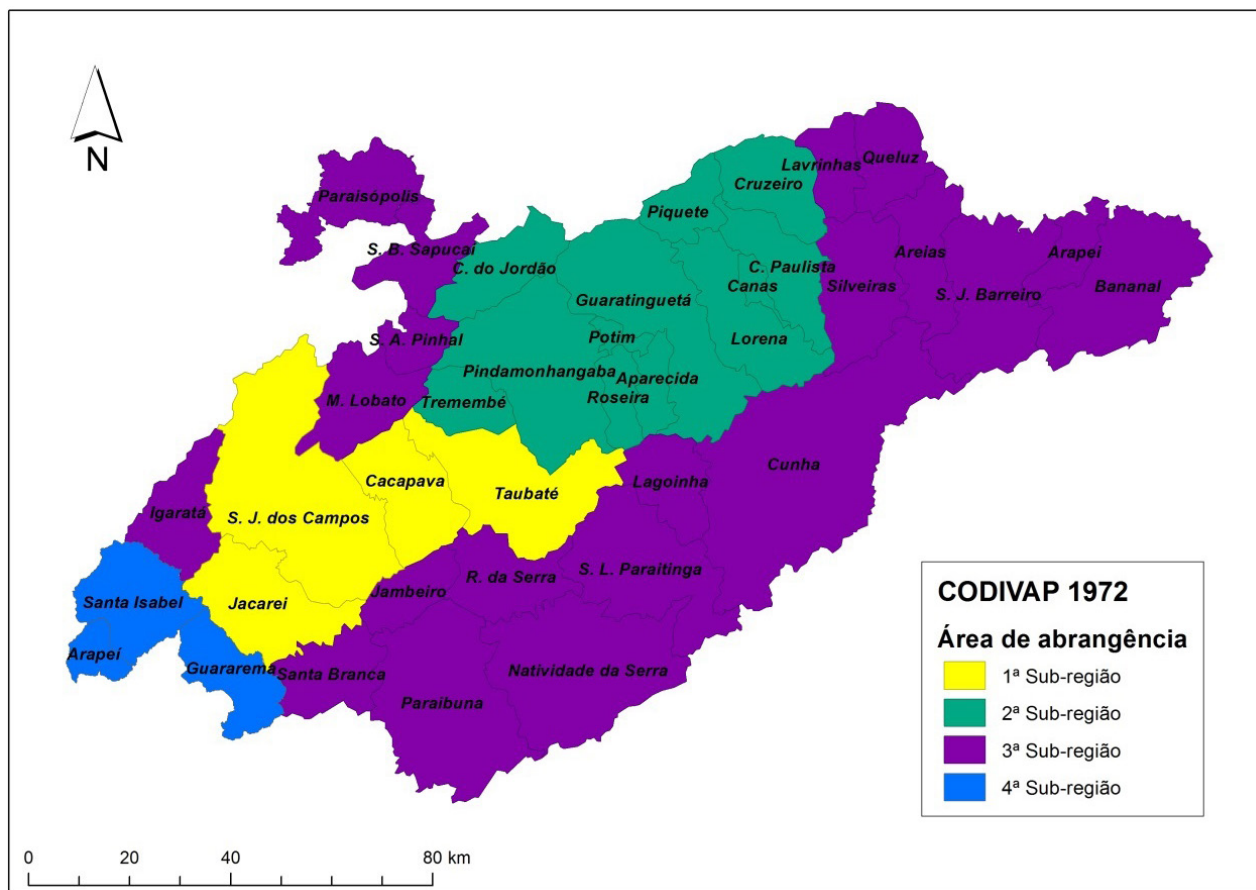 N
Lavrinhas
Queluz
Cruzeiro
Paraisópolis
Piquete
S. B. Sapucaí
C. do Jordão
C. Paulista
Canas
Areias
Arapei
Silveiras
Bananal
S. J. Barreiro
Guaratinguetá
Potim
Lorena
S. A. Pinhal
Pindamonhangaba
Aparecida
Roseira
M. Lobato
Tremembé
Cunha
Cacapava
Taubaté
Lagoinha
Igaratá
S. J. dos Campos
R. da Serra
S. L. Paraitinga
Jambeiro
Santa Isabel
Jacarei
Arapeí
Guararema
Santa Branca
Natividade da Serra
Paraibuna
CODIVAP 1972
Área de abrangência
1ª Sub-região
2ª Sub-região
3ª Sub-região
4ª Sub-região
0 20 40 80 km